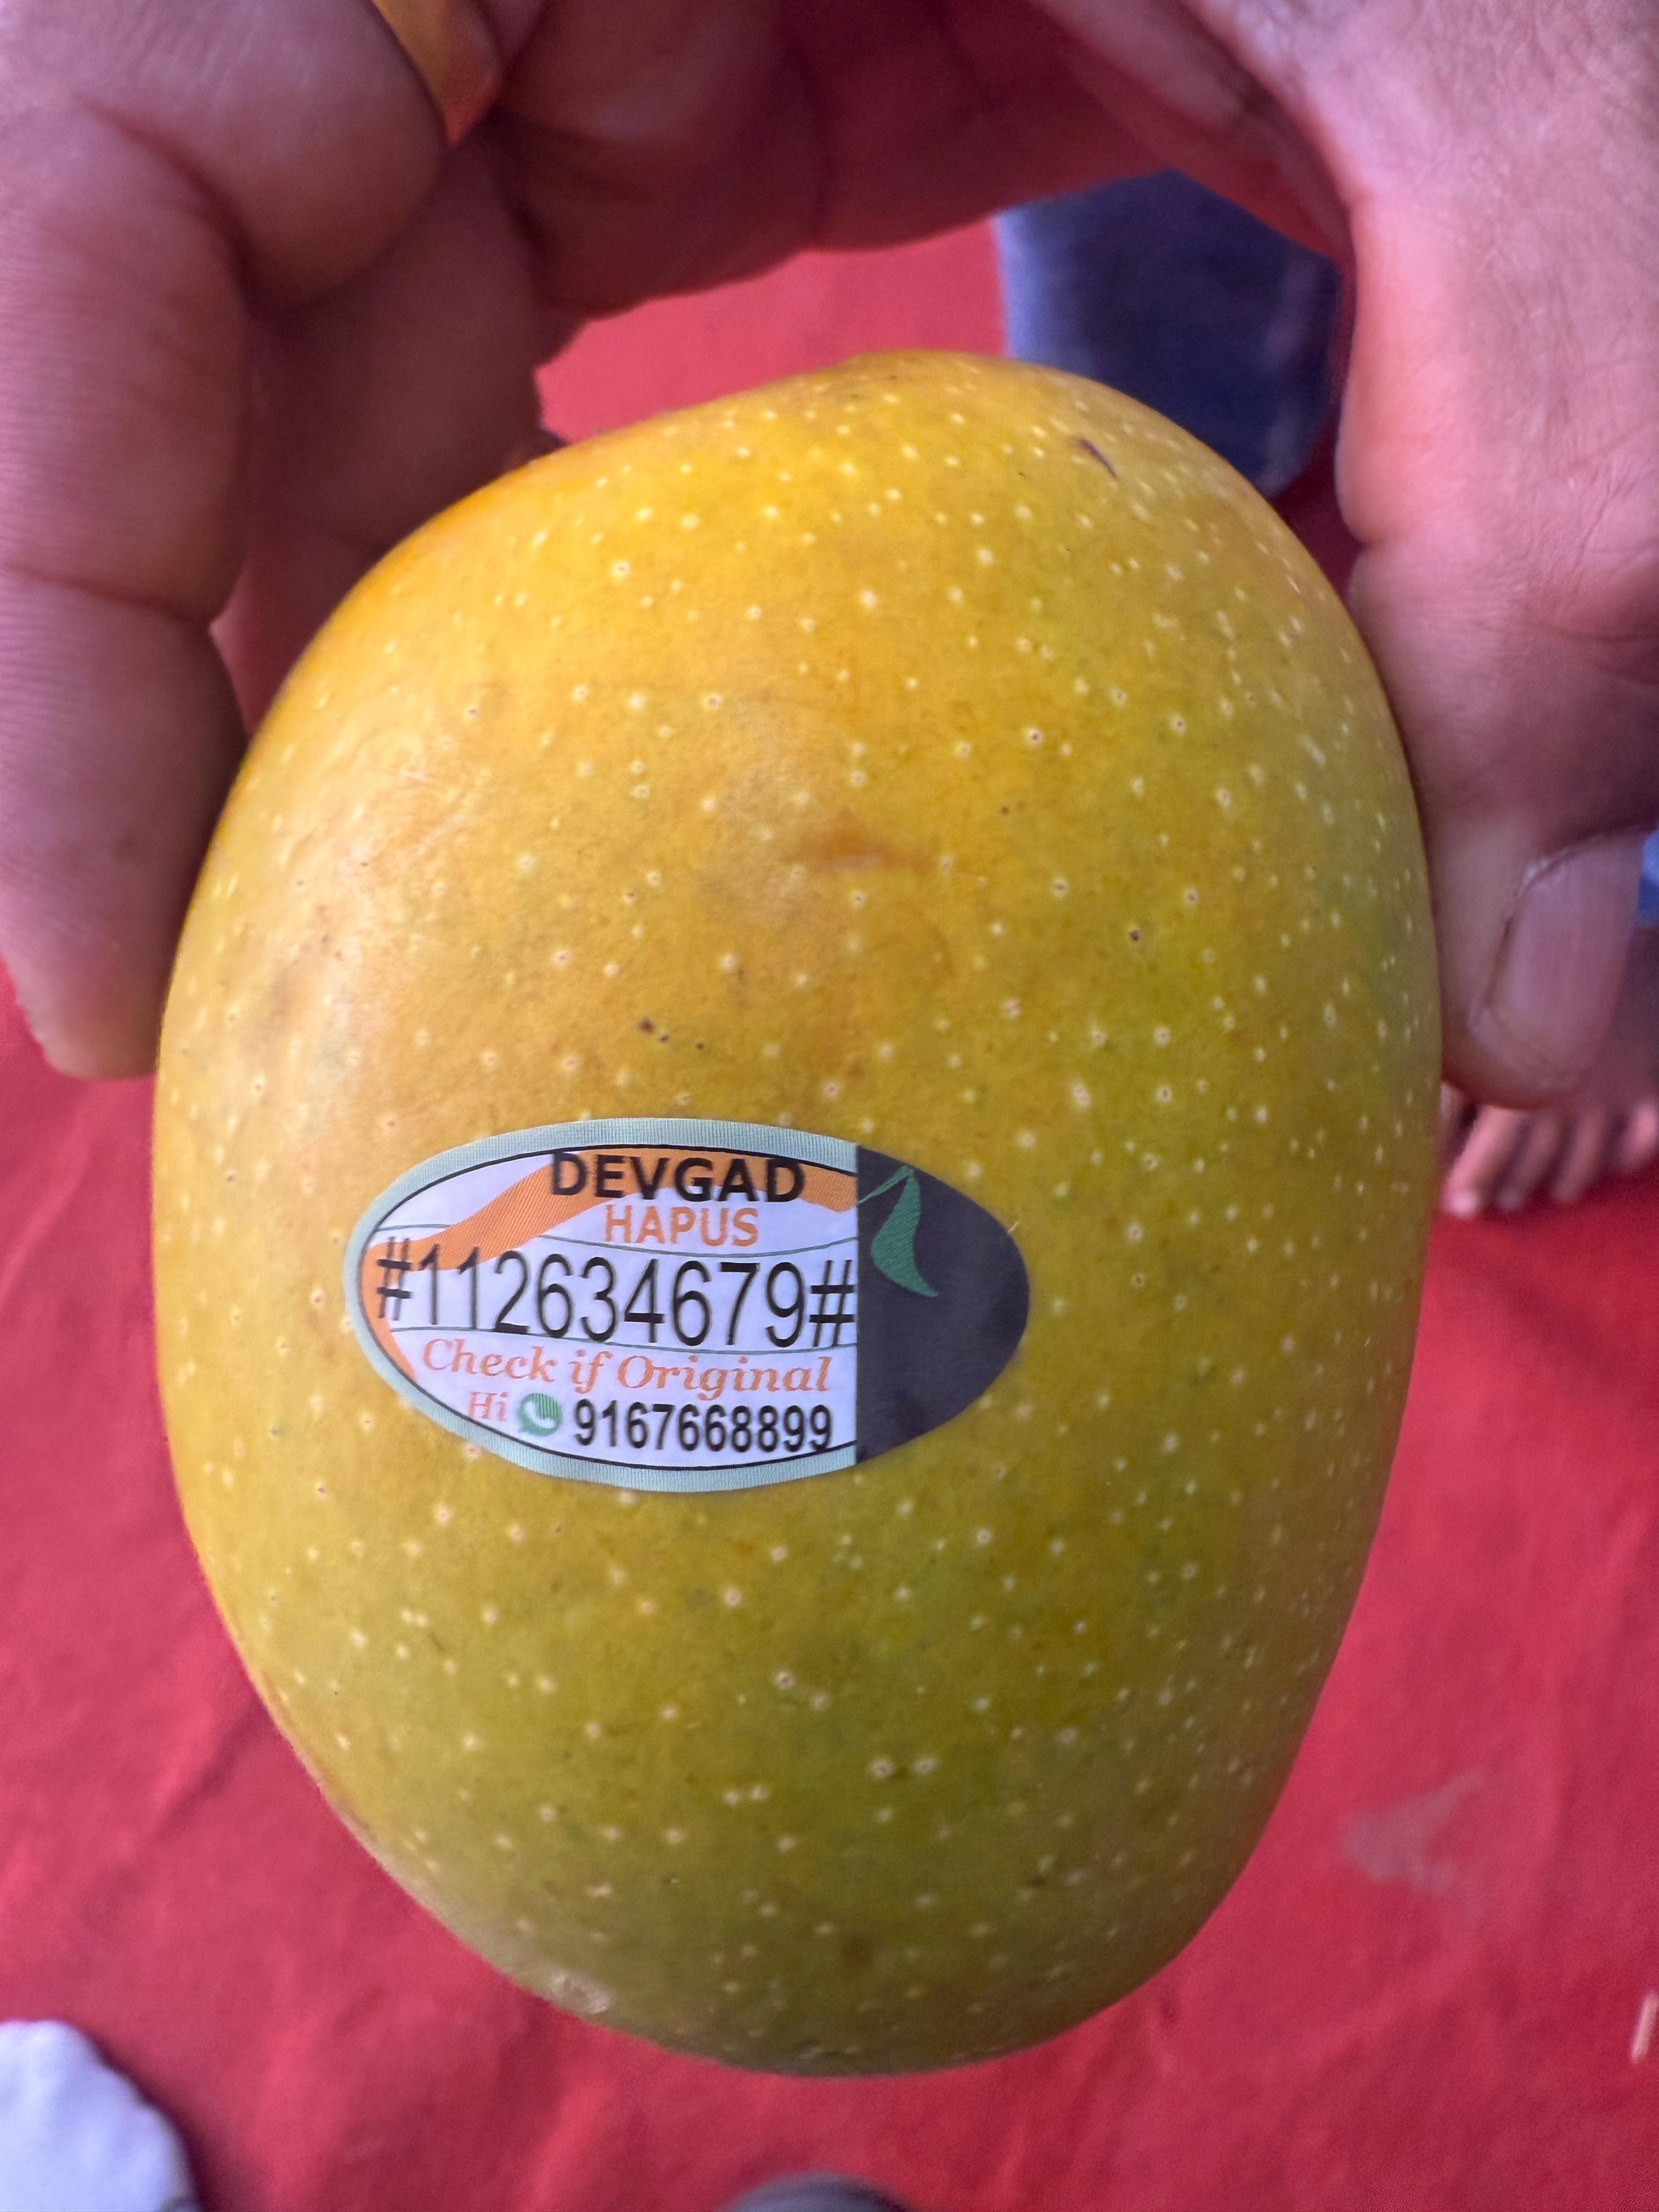 DEVGAD
HAPUS
#112634679#
Check if Original
Hi 9167668899